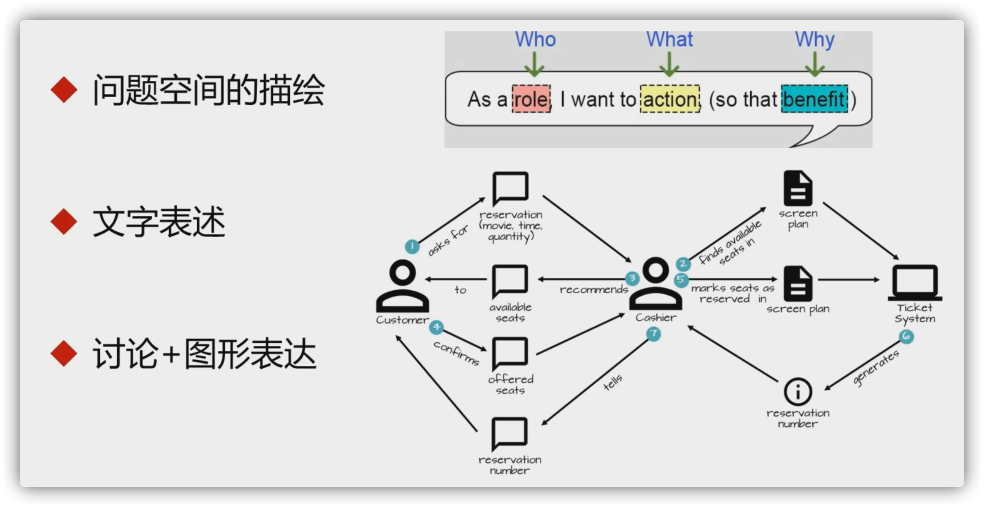 问题空间的描绘
文字表述
讨论+图形表达
Who What Why
As a role, I want to action, (so that benefit)
reservation
(movie, time,
quantity)
1
asks for
Customer
to
available
seats
recommends
3
4
confirms
offered
seats
reservation
number
Cashier
7
tells
2
finds available
seats in
screen
plan
5
marks seats as
reserved in
screen plan
Ticket
System
6
generates
reservation
number